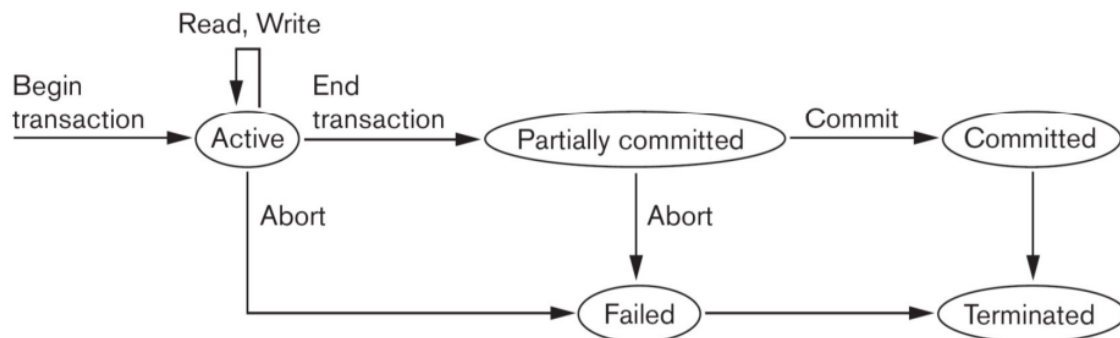 Read, Write
Begin
transaction
End
transaction
Active
Partially committed
Commit
Committed
Abort
Abort
Failed
Terminated